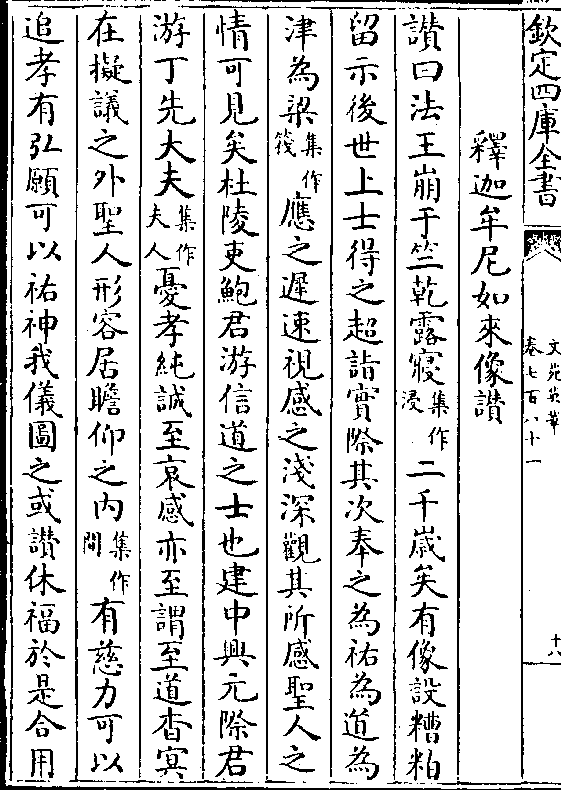 欽定四庫全書
文苑英華
卷七百八十一
十八
釋迦牟尼如來像讃
讃曰法王崩于竺乾露寢集作浸二千歲矣有像設糟粕
留示後世上士得之超詣實際其次奉之為祐為道為
津為梁集作筏應之遲速視感之淺深觀其所感聖人之
情可見矣杜陵吏鮑君游信道之士也建中興元際君
游丁先大夫集作夫人憂孝純誠至哀感亦至謂至道杳冥
在擬議之外聖人形容居瞻仰之内集作間有慈力可以
追孝有弘願可以祐神我儀圖之或讃休福於是合用